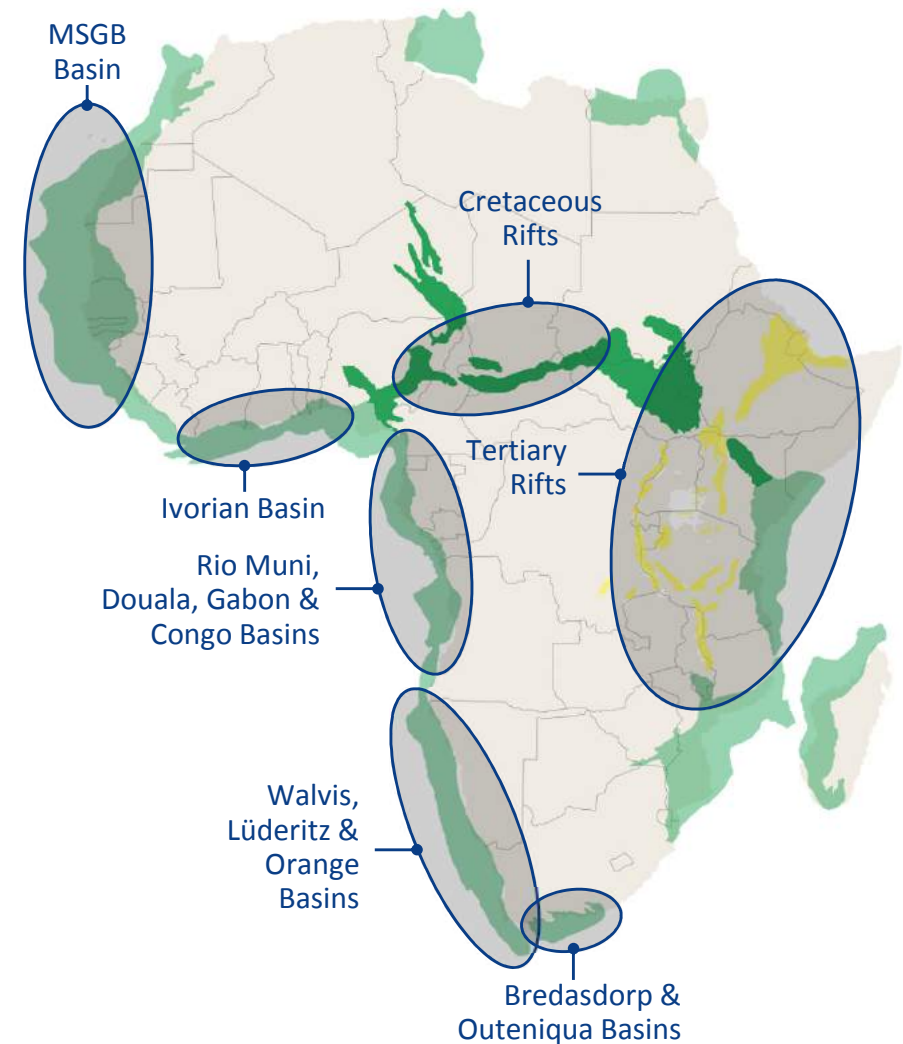 MSGB
Basin
Cretaceous
Rifts
Tertiary
Rifts
Ivorian Basin
Rio Muni,
Douala, Gabon &
Congo Basins
Walvis,
Lüderitz &
Orange
Basins
Bredasdorp &
Outeniqua Basins